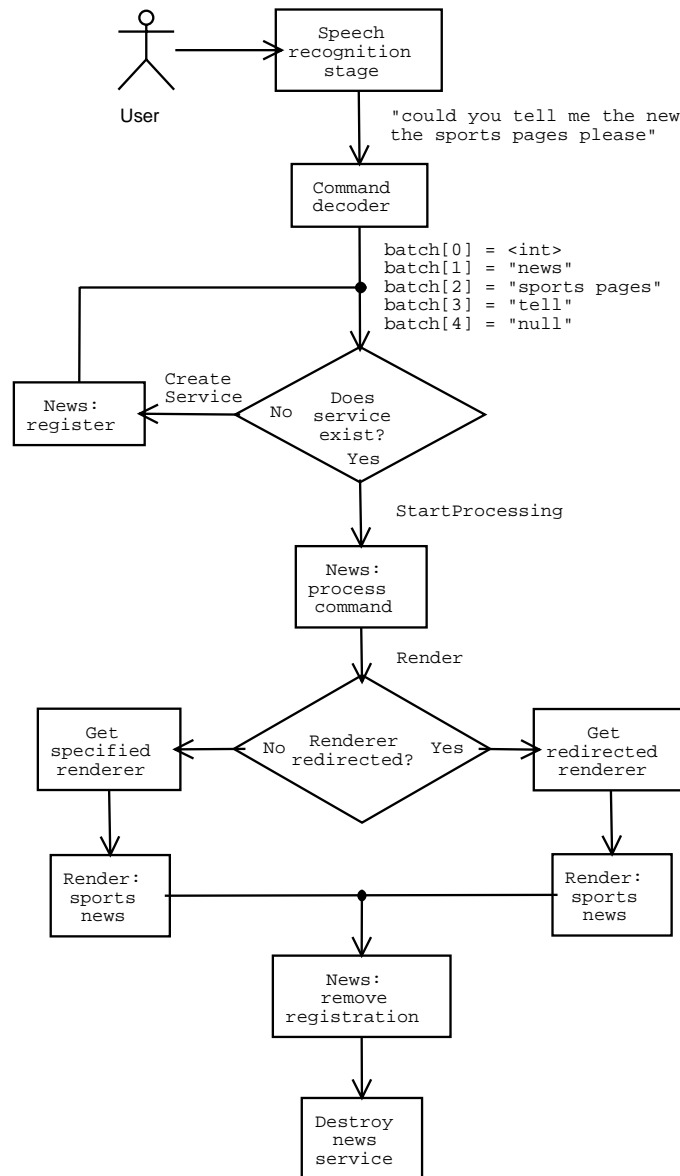 Speech
recognition
stage
User
"could you tell me the new
the sports pages please"
Command
decoder
batch[0] = <int>
batch[1] = "news"
batch[2] = "sports pages"
batch[3] = "tell"
batch[4] = "null"
Create
Service
News:
register
No
Does
service
exist?
Yes
StartProcessing
News:
process
command
Render
Get
specified
renderer
No
Renderer
redirected?
Yes
Get
redirected
renderer
Render:
sports
news
Render:
sports
news
News:
remove
registration
Destroy
news
service